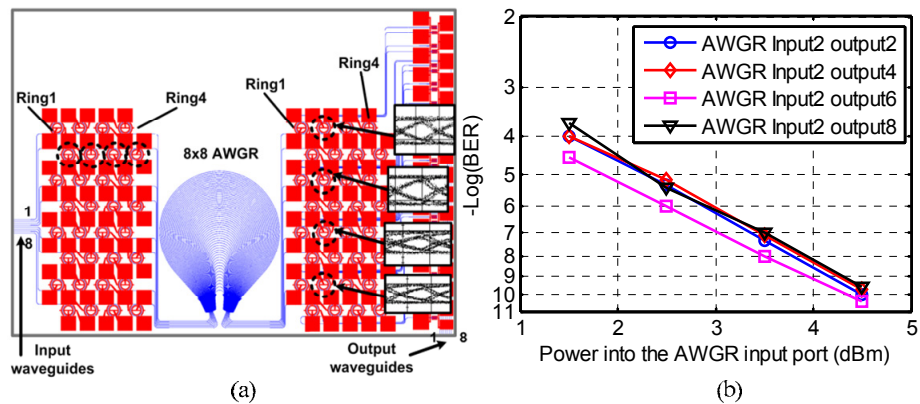 Ring1
Ring4
8x8 AWGR
Ring1
Ring4
1
8
Input
waveguides
Output
waveguides
1
8
(a)
(b)
2
3
4
5
6
7
8
9
10
11
-Log(BER)
AWGR Input2 output2
AWGR Input2 output4
AWGR Input2 output6
AWGR Input2 output8
1
2
3
4
5
Power into the AWGR input port (dBm)